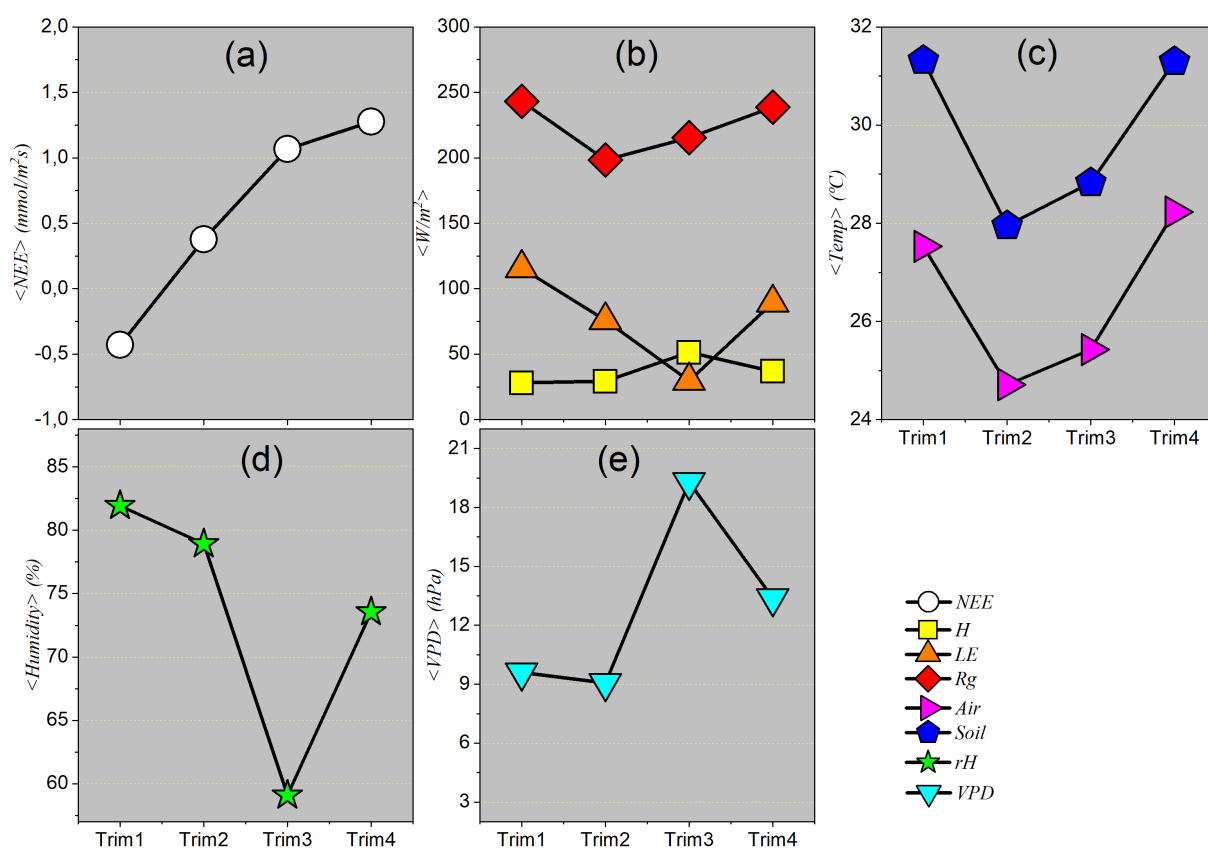 (a)
<NEE> (mmol/m²s)
2,0
1,5
1,0
0,5
0,0
-0,5
-1,0
(b)
<W/m²>
300
250
200
150
100
50
0
(c)
<Temp> (ºC)
32
30
28
26
24
Trim1 Trim2 Trim3 Trim4
(d)
<Humidity> (%)
85
80
75
70
65
60
Trim1 Trim2 Trim3 Trim4
(e)
<VPD> (hPa)
21
18
15
12
9
6
3
Trim1 Trim2 Trim3 Trim4
NEE
H
LE
Rg
Air
Soil
rH
VPD